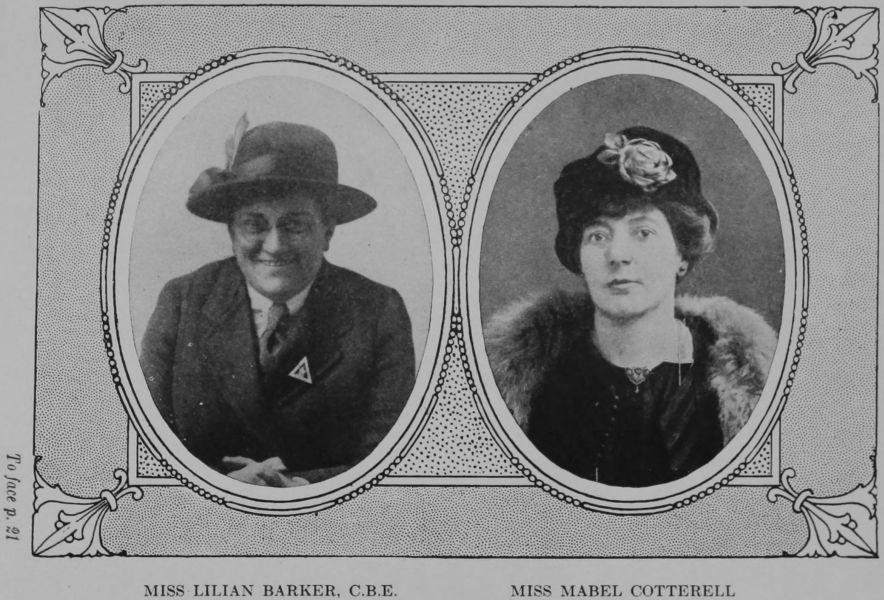 To face p. 21
MISS LILIAN BARKER, C.B.E.
MISS MABEL COTTERELL